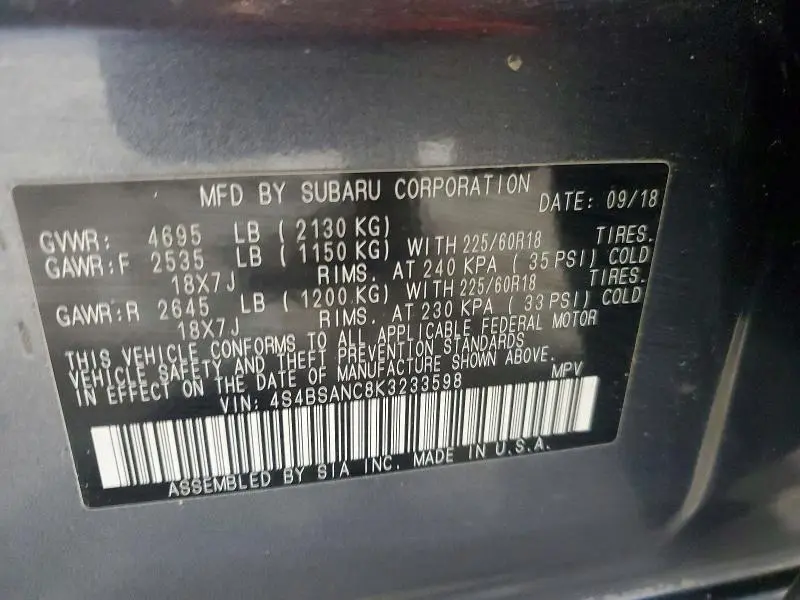 MFD BY SUBARU CORPORATION DATE: 09/18
GVWR: 4695 LB ( 2130 KG)
GAWR:F 2535 LB ( 1150 KG) WITH 225/60R18 TIRES.
18X7J RIMS. AT 240 KPA ( 35 PSI) COLD
GAWR:R 2645 LB ( 1200 KG) WITH 225/60R18 TIRES.
18X7J RIMS. AT 230 KPA ( 33 PSI) COLD
THIS VEHICLE CONFORMS TO ALL APPLICABLE FEDERAL MOTOR
VEHICLE SAFETY AND THEFT PREVENTION STANDARDS
IN EFFECT ON THE DATE OF MANUFACTURE SHOWN ABOVE.
VIN: 4S4BSANC8K3233598 MPV
ASSEMBLED BY SIA INC. MADE IN U.S.A.